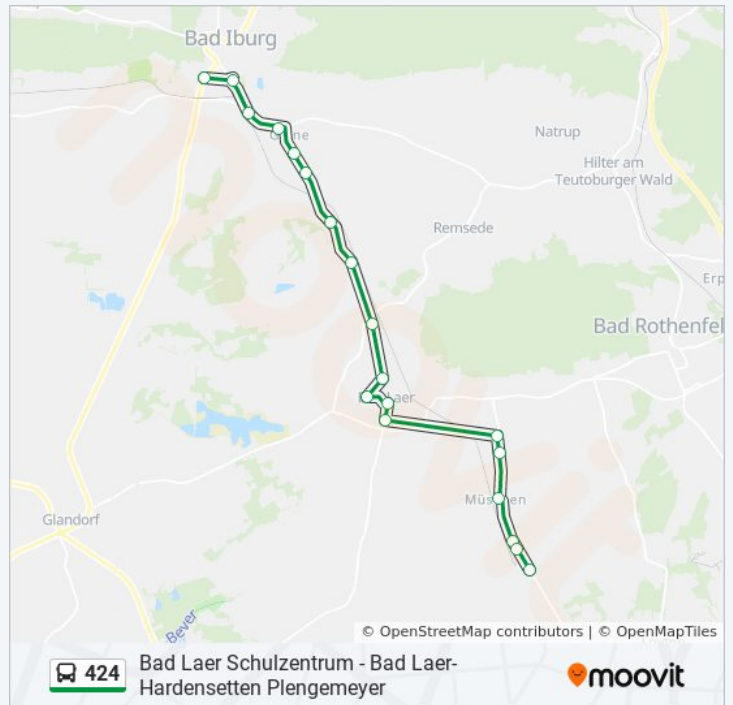 Bad Iburg
Natrup
Hilter am
Teutoburger Wald
Remsede
Erp
Bad Rothenfel
Glandorf
Bever
© OpenStreetMap contributors | © OpenMapTiles
424
Bad Laer Schulzentrum - Bad Laer-
Hardensetten Plengemeyer
moovit